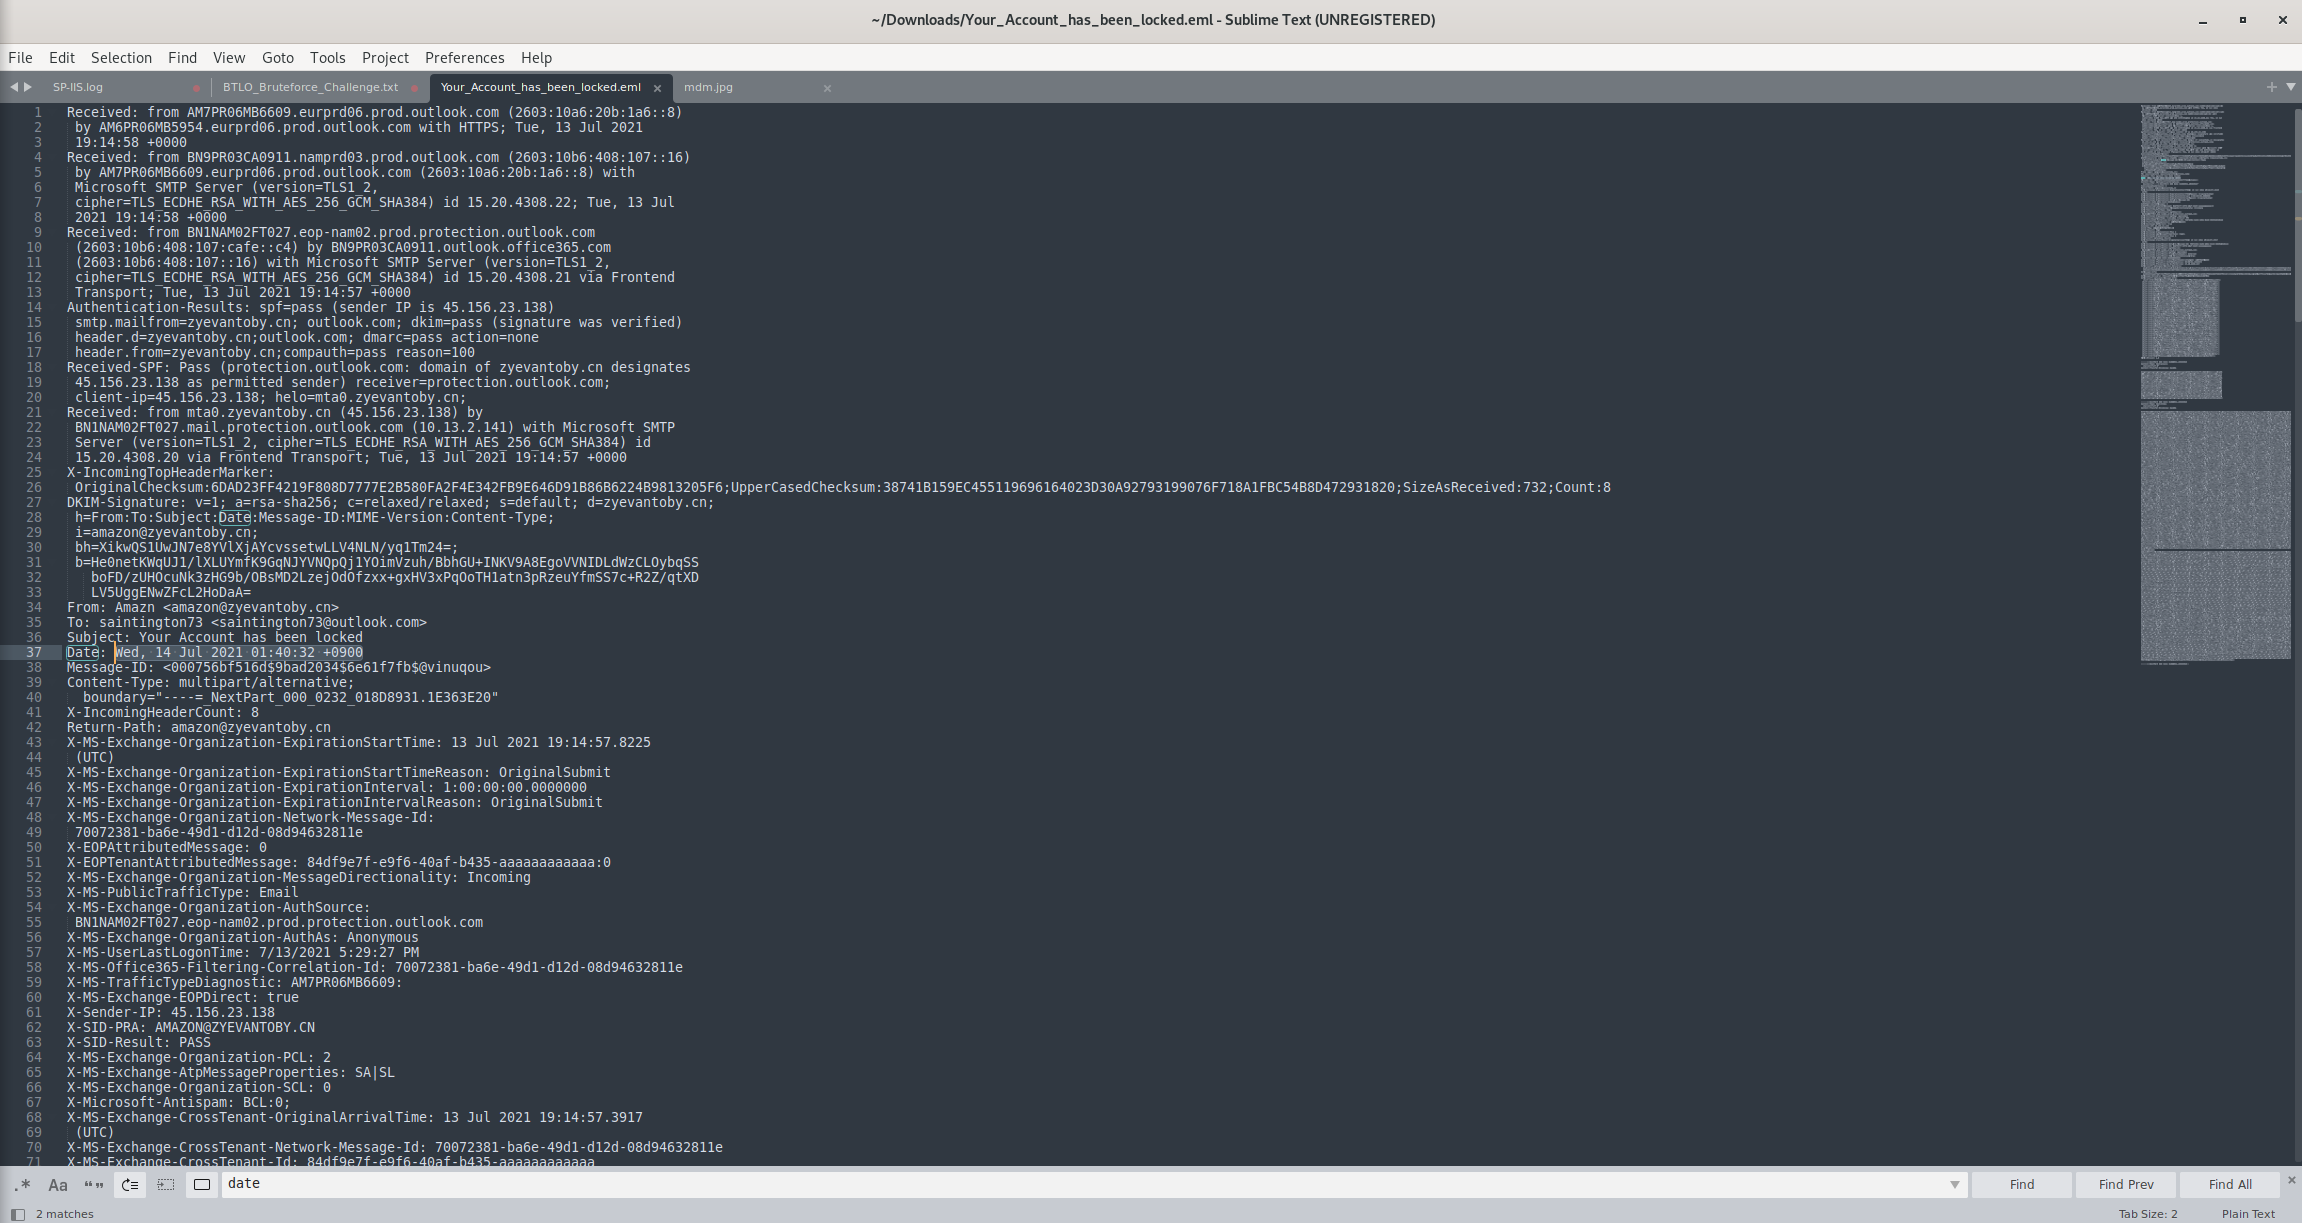 ~/Downloads/Your_Account_has_been_locked.eml - Sublime Text (UNREGISTERED)
File Edit Selection Find View Goto Tools Project Preferences Help
SP-IIS.log BTLO_Bruteforce_Challenge.txt Your_Account_has_been_locked.eml mdm.jpg
1 Received: from AM7PR06MB6609.eurprd06.prod.outlook.com (2603:10a6:20b:1a6::8)
2 by AM6PR06MB5954.eurprd06.prod.outlook.com with HTTPS; Tue, 13 Jul 2021
3 19:14:58 +0000
4 Received: from BN9PR03CA0911.namprd03.prod.outlook.com (2603:10b6:408:107::16)
5 by AM7PR06MB6609.eurprd06.prod.outlook.com (2603:10a6:20b:1a6::8) with
6 Microsoft SMTP Server (version=TLS1_2,
7 cipher=TLS_ECDHE_RSA_WITH_AES_256_GCM_SHA384) id 15.20.4308.22; Tue, 13 Jul
8 2021 19:14:58 +0000
9 Received: from BN1NAM02FT027.eop-nam02.prod.protection.outlook.com
10 (2603:10b6:408:107:cafe::c4) by BN9PR03CA0911.outlook.office365.com
11 (2603:10b6:408:107::16) with Microsoft SMTP Server (version=TLS1_2,
12 cipher=TLS_ECDHE_RSA_WITH_AES_256_GCM_SHA384) id 15.20.4308.21 via Frontend
13 Transport; Tue, 13 Jul 2021 19:14:57 +0000
14 Authentication-Results: spf=pass (sender IP is 45.156.23.138)
15 smtp.mailfrom=zyevantoby.cn; outlook.com; dkim=pass (signature was verified)
16 header.d=zyevantoby.cn;outlook.com; dmarc=pass action=none
17 header.from=zyevantoby.cn;compauth=pass reason=100
18 Received-SPF: Pass (protection.outlook.com: domain of zyevantoby.cn designates
19 45.156.23.138 as permitted sender) receiver=protection.outlook.com;
20 client-ip=45.156.23.138; helo=mta0.zyevantoby.cn;
21 Received: from mta0.zyevantoby.cn (45.156.23.138) by
22 BN1NAM02FT027.mail.protection.outlook.com (10.13.2.141) with Microsoft SMTP
23 Server (version=TLS1_2, cipher=TLS_ECDHE_RSA_WITH_AES_256_GCM_SHA384) id
24 15.20.4308.20 via Frontend Transport; Tue, 13 Jul 2021 19:14:57 +0000
25 X-IncomingTopHeaderMarker:
26 OriginalChecksum:6DAD23FF4219F808D7777E2B580FA2F4E342FB9E646D91B86B6224B9813205F6;UpperCasedChecksum:38741B159EC455119696164023D30A92793199076F718A1FBC54B8D472931820;SizeAsReceived:732;Count:8
27 DKIM-Signature: v=1; a=rsa-sha256; c=relaxed/relaxed; s=default; d=zyevantoby.cn;
28 h=From:To:Subject:Date:Message-ID:MIME-Version:Content-Type;
29 i=amazon@zyevantoby.cn;
30 bh=XikwQS1UwJN7e8YVlXjAYcvssetwLLV4NLN/yq1Tm24=;
31 b=He0netKWqUJ1/lXLUYmfK9GqNJYVNQpQj1YOimVzuh/BbhGU+INKV9A8EgoVVNIDLdWzCLOybqSS
32 boFD/zUHOcuNk3zHG9b/OBsMD2LzejOdOfzxx+gxHV3xPqOoTH1atn3pRzeuYfmSS7c+R2Z/qtXD
33 LV5UggENwZFcL2HoDaA=
34 From: Amazn <amazon@zyevantoby.cn>
35 To: saintington73 <saintington73@outlook.com>
36 Subject: Your Account has been locked
37 Date: Wed, 14 Jul 2021 01:40:32 +0900
38 Message-ID: <000756bf516d$9bad2034$6e61f7fb$@vinuqou>
39 Content-Type: multipart/alternative;
40 boundary="----=_NextPart_000_0232_018D8931.1E363E20"
41 X-IncomingHeaderCount: 8
42 Return-Path: amazon@zyevantoby.cn
43 X-MS-Exchange-Organization-ExpirationStartTime: 13 Jul 2021 19:14:57.8225
44 (UTC)
45 X-MS-Exchange-Organization-ExpirationStartTimeReason: OriginalSubmit
46 X-MS-Exchange-Organization-ExpirationInterval: 1:00:00:00.0000000
47 X-MS-Exchange-Organization-ExpirationIntervalReason: OriginalSubmit
48 X-MS-Exchange-Organization-Network-Message-Id:
49 70072381-ba6e-49d1-d12d-08d94632811e
50 X-EOPAttributedMessage: 0
51 X-EOPTenantAttributedMessage: 84df9e7f-e9f6-40af-b435-aaaaaaaaaaaa:0
52 X-MS-Exchange-Organization-MessageDirectionality: Incoming
53 X-MS-PublicTrafficType: Email
54 X-MS-Exchange-Organization-AuthSource:
55 BN1NAM02FT027.eop-nam02.prod.protection.outlook.com
56 X-MS-Exchange-Organization-AuthAs: Anonymous
57 X-MS-UserLastLogonTime: 7/13/2021 5:29:27 PM
58 X-MS-Office365-Filtering-Correlation-Id: 70072381-ba6e-49d1-d12d-08d94632811e
59 X-MS-TrafficTypeDiagnostic: AM7PR06MB6609:
60 X-MS-Exchange-EOPDirect: true
61 X-Sender-IP: 45.156.23.138
62 X-SID-PRA: AMAZON@ZYEVANTOBY.CN
63 X-SID-Result: PASS
64 X-MS-Exchange-Organization-PCL: 2
65 X-MS-Exchange-AtpMessageProperties: SA|SL
66 X-MS-Exchange-Organization-SCL: 0
67 X-Microsoft-Antispam: BCL:0;
68 X-MS-Exchange-CrossTenant-OriginalArrivalTime: 13 Jul 2021 19:14:57.3917
69 (UTC)
70 X-MS-Exchange-CrossTenant-Network-Message-Id: 70072381-ba6e-49d1-d12d-08d94632811e
71 X-MS-Exchange-CrossTenant-Id: 84df9e7f-e9f6-40af-b435-aaaaaaaaaaaa
.* Aa “” date Find Find Prev Find All
2 matches Tab Size: 2 Plain Text